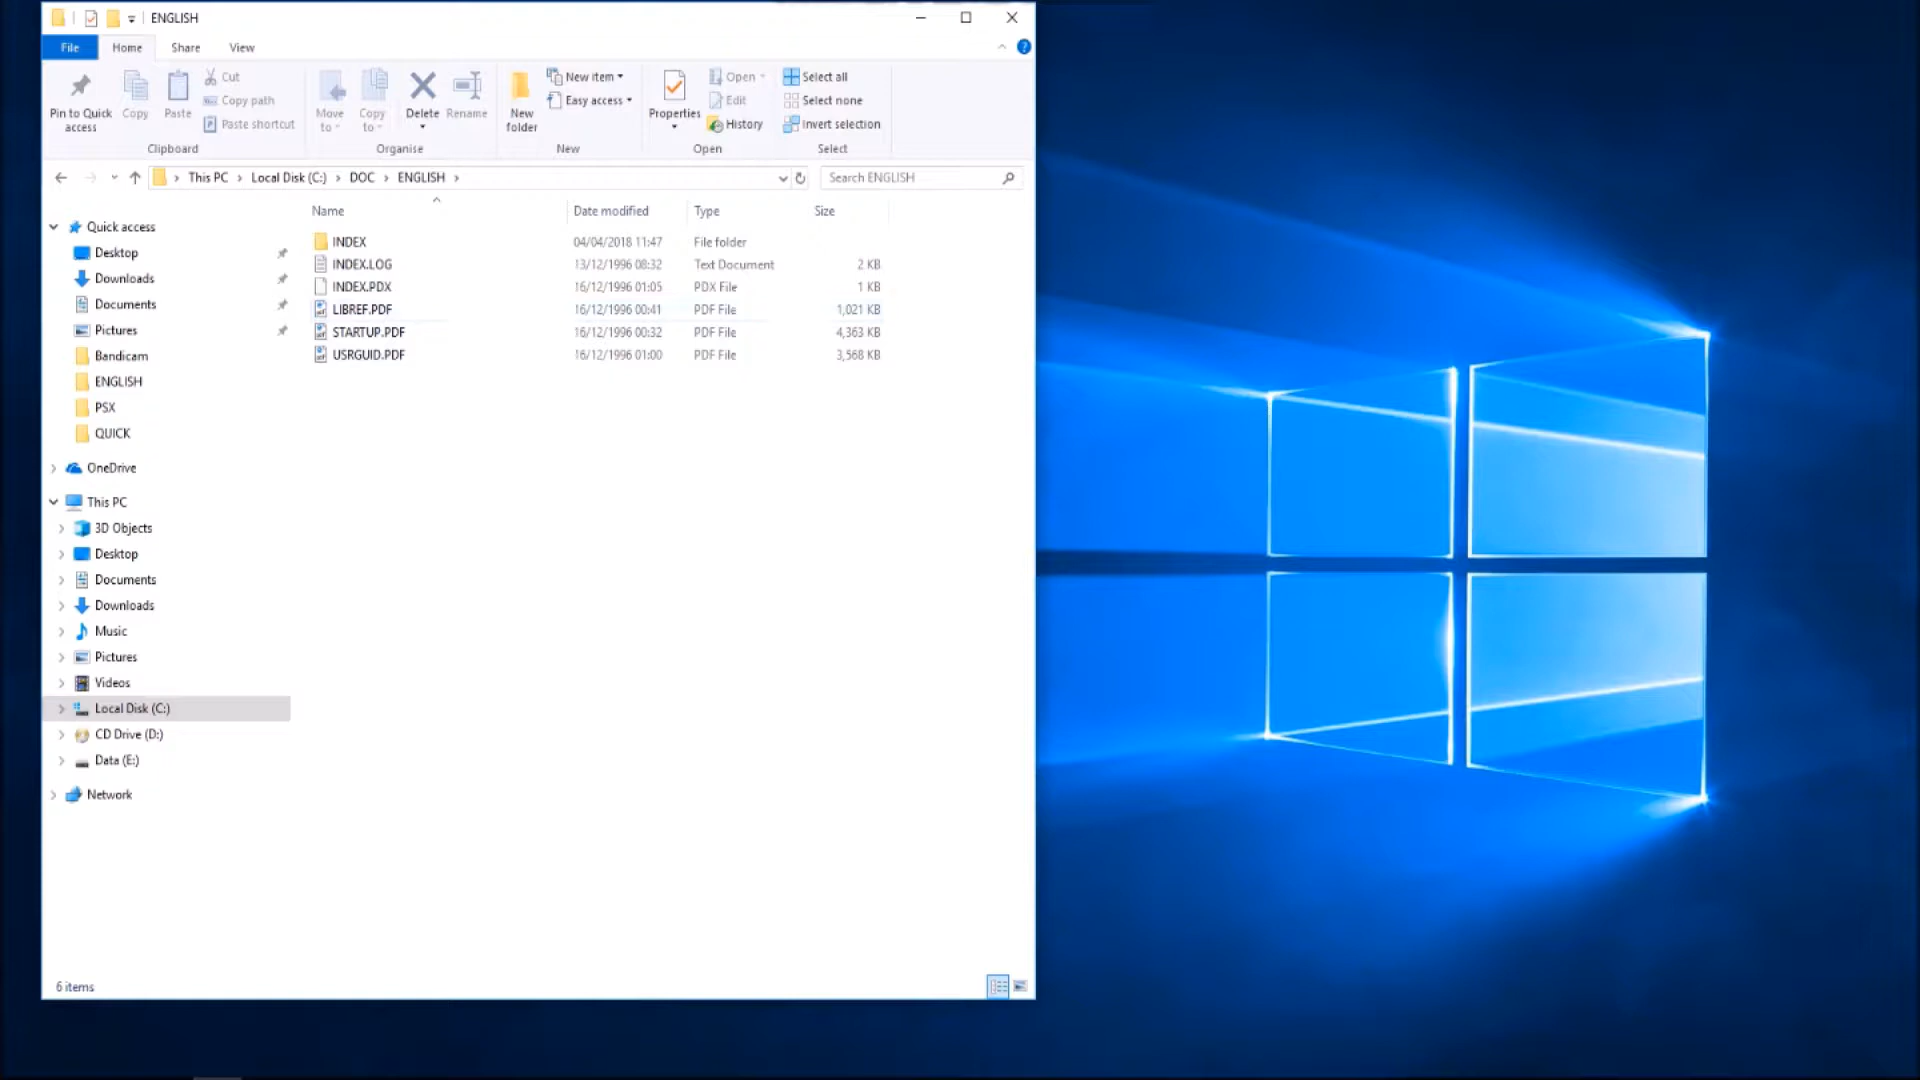 ENGLISH
File Home Share View
Pin to Quick access
Copy
Paste
Cut
Copy path
Paste shortcut
Clipboard
Move to
Copy to
Delete
Rename
Organise
New folder
New item
Easy access
New
Properties
Open
Edit
History
Open
Select all
Select none
Invert selection
Select
This PC Local Disk (C:) DOC ENGLISH
Search ENGLISH
Name Date modified Type Size
INDEX 04/04/2018 11:47 File folder
INDEX.LOG 13/12/1996 08:32 Text Document 2 KB
INDEX.PDX 16/12/1996 01:05 PDX File 1 KB
LIBREF.PDF 16/12/1996 00:41 PDF File 1,021 KB
STARTUP.PDF 16/12/1996 00:32 PDF File 4,363 KB
USRGUID.PDF 16/12/1996 01:00 PDF File 3,568 KB
Quick access
Desktop
Downloads
Documents
Pictures
Bandicam
ENGLISH
PSX
QUICK
OneDrive
This PC
3D Objects
Desktop
Documents
Downloads
Music
Pictures
Videos
Local Disk (C:)
CD Drive (D:)
Data (E:)
Network
6 items